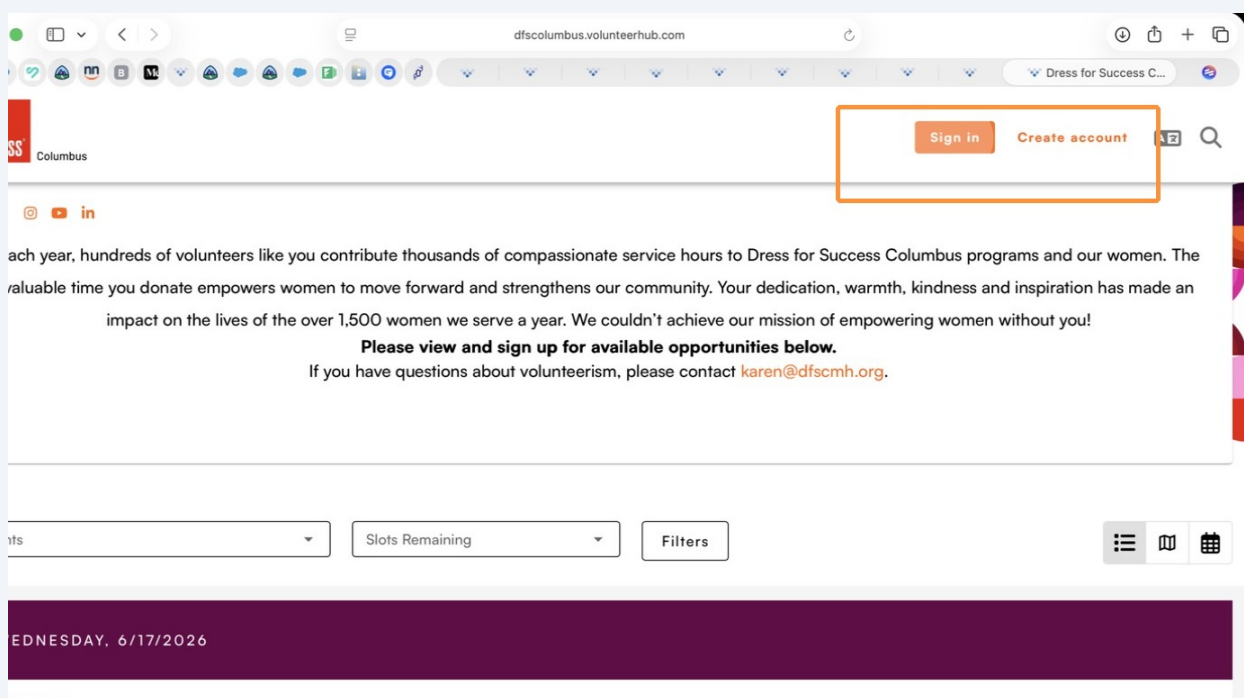 dfscolumbus.volunteerhub.com
Dress for Success C...
SS
Columbus
Sign in
Create account
in
ach year, hundreds of volunteers like you contribute thousands of compassionate service hours to Dress for Success Columbus programs and our women. The
valuable time you donate empowers women to move forward and strengthens our community. Your dedication, warmth, kindness and inspiration has made an
impact on the lives of the over 1,500 women we serve a year. We couldn't achieve our mission of empowering women without you!
Please view and sign up for available opportunities below.
If you have questions about volunteerism, please contact karen@dfscmh.org.
nts
Slots Remaining
Filters
EDNESDAY, 6/17/2026